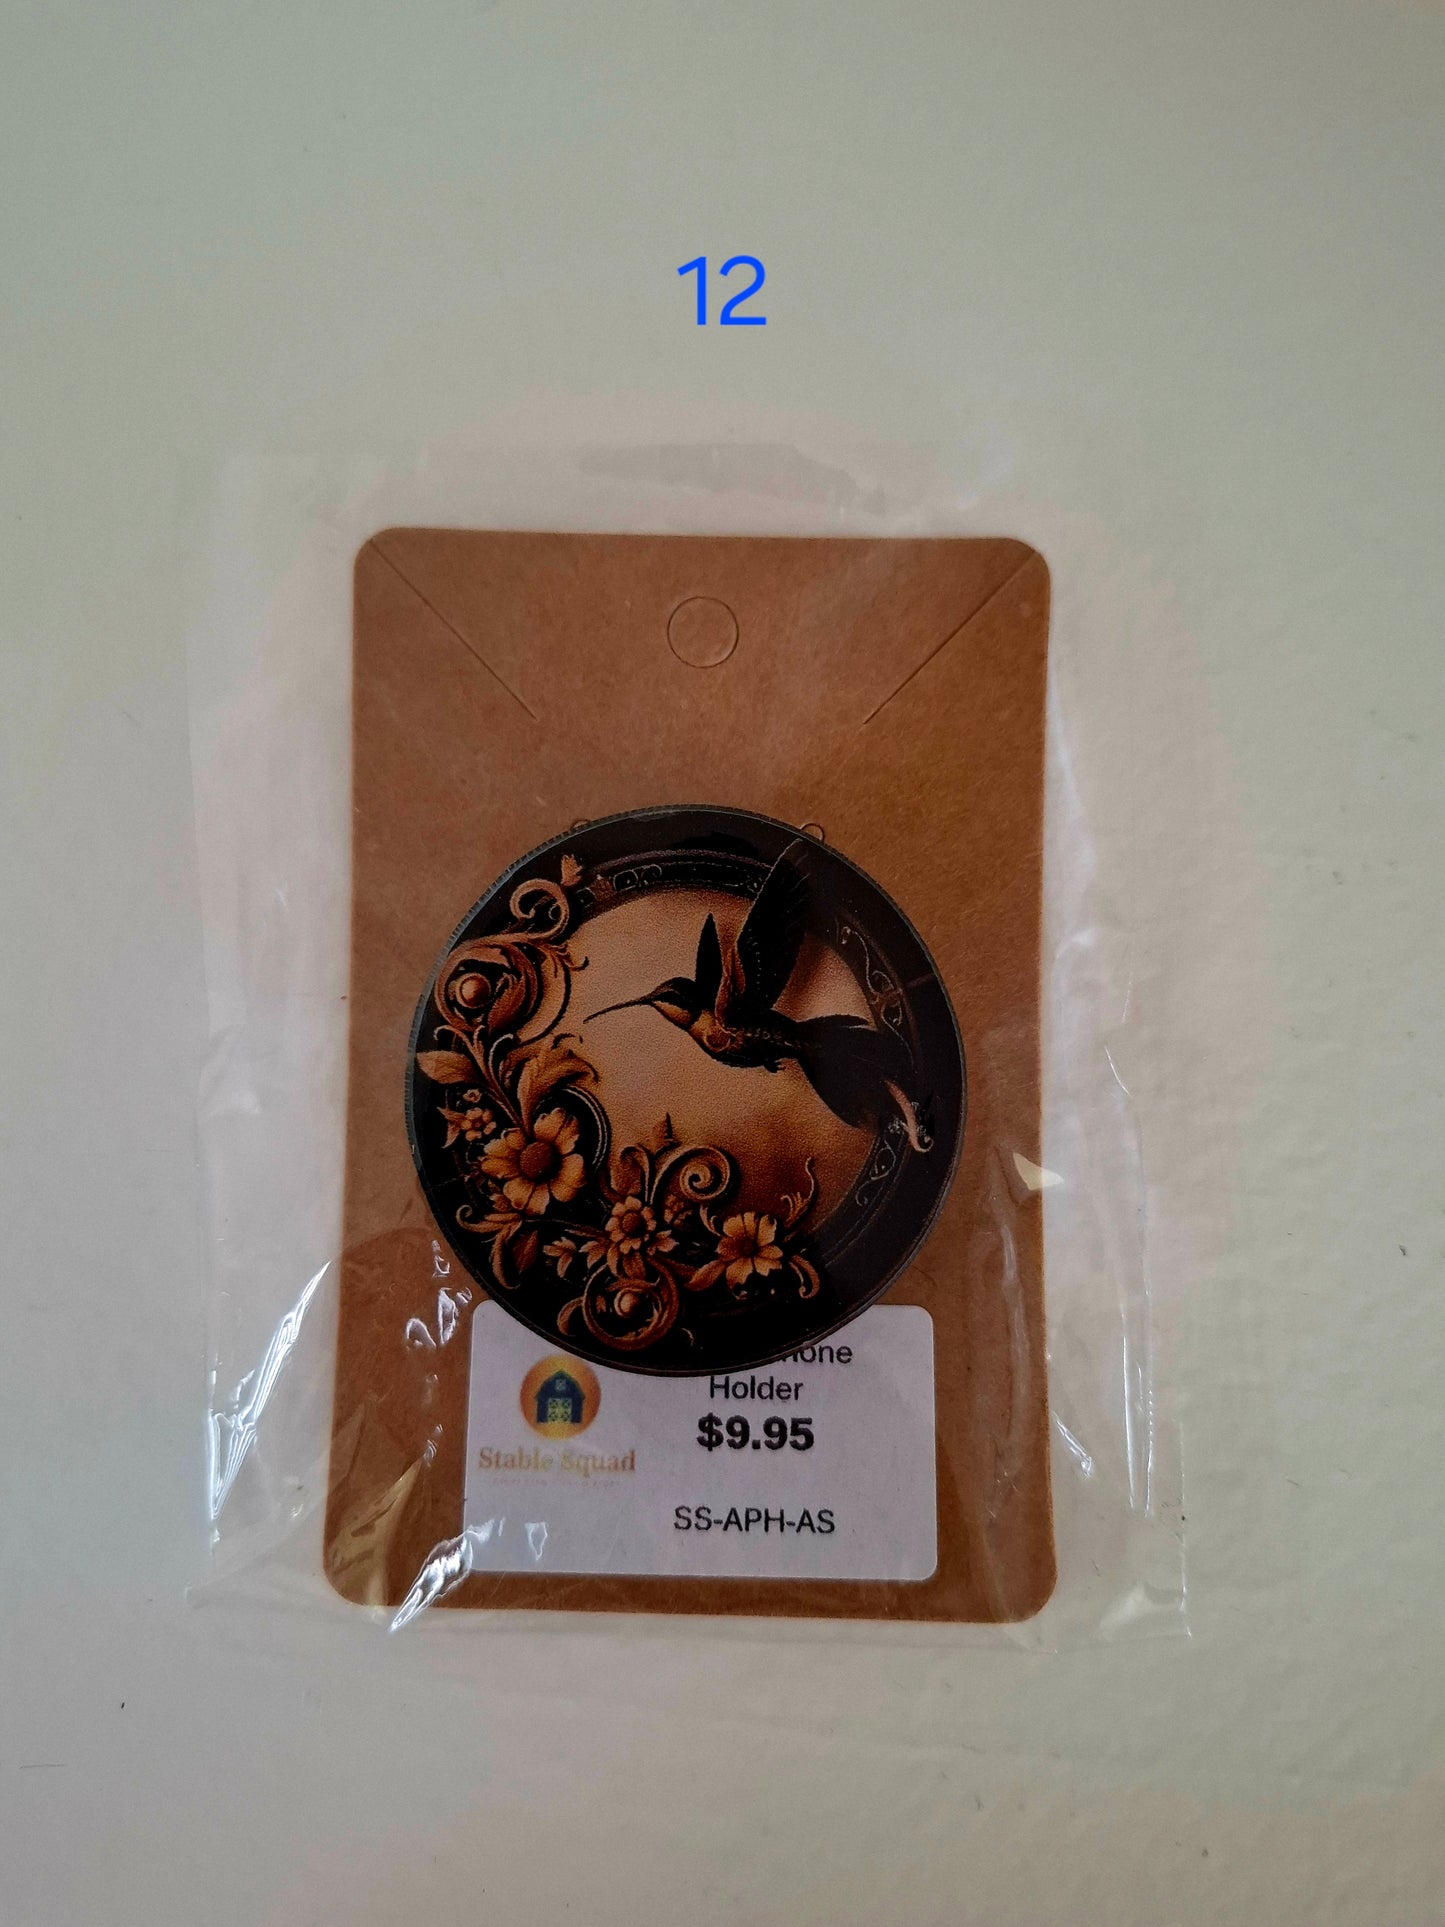 12
Holder
$9.95
Stable Squad
SS-APH-AS